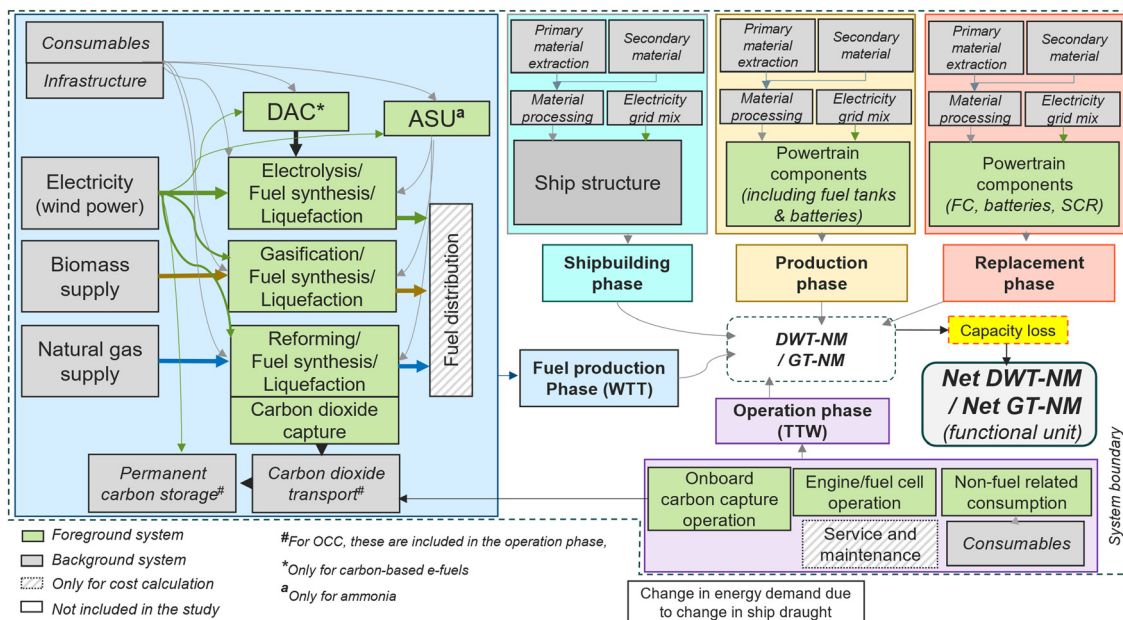 Consumables
Infrastructure
DAC*
ASUa
Electricity
(wind power)
Electrolysis/
Fuel synthesis/
Liquefaction
Biomass
supply
Gasification/
Fuel synthesis/
Liquefaction
Natural gas
supply
Reforming/
Fuel synthesis/
Liquefaction
Carbon dioxide
capture
Fuel distribution
Permanent
carbon storage#
Carbon dioxide
transport#
Primary
material
extraction
Secondary
material
Material
processing
Electricity
grid mix
Ship structure
Shipbuilding
phase
Primary
material
extraction
Secondary
material
Material
processing
Electricity
grid mix
Powertrain
components
(including fuel tanks
& batteries)
Production
phase
Primary
material
extraction
Secondary
material
Material
processing
Electricity
grid mix
Powertrain
components
(FC, batteries, SCR)
Replacement
phase
Fuel production
Phase (WTT)
DWT-NM
/ GT-NM
Capacity loss
Net DWT-NM
/ Net GT-NM
(functional unit)
Operation phase
(TTW)
Onboard
carbon capture
operation
Engine/fuel cell
operation
Service and
maintenance
Non-fuel related
consumption
Consumables
System boundary
Foreground system
Background system
Only for cost calculation
Not included in the study
#For OCC, these are included in the operation phase,
*Only for carbon-based e-fuels
aOnly for ammonia
Change in energy demand due
to change in ship draught